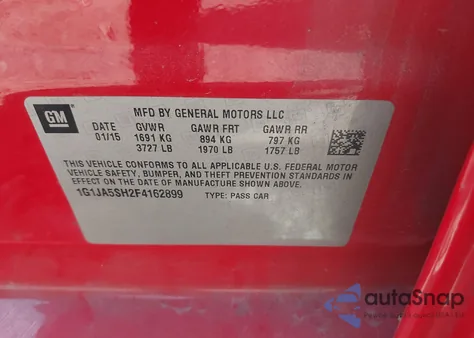 GM
MFD BY GENERAL MOTORS LLC
DATE GVWR GAWR FRT GAWR RR
01/15 1691 KG 894 KG 797 KG
3727 LB 1970 LB 1757 LB
THIS VEHICLE CONFORMS TO ALL APPLICABLE U.S. FEDERAL MOTOR
VEHICLE SAFETY, BUMPER, AND THEFT PREVENTION STANDARDS IN
EFFECT ON THE DATE OF MANUFACTURE SHOWN ABOVE.
1G1JA5SH2F4162899 TYPE: PASS CAR
autoSnap